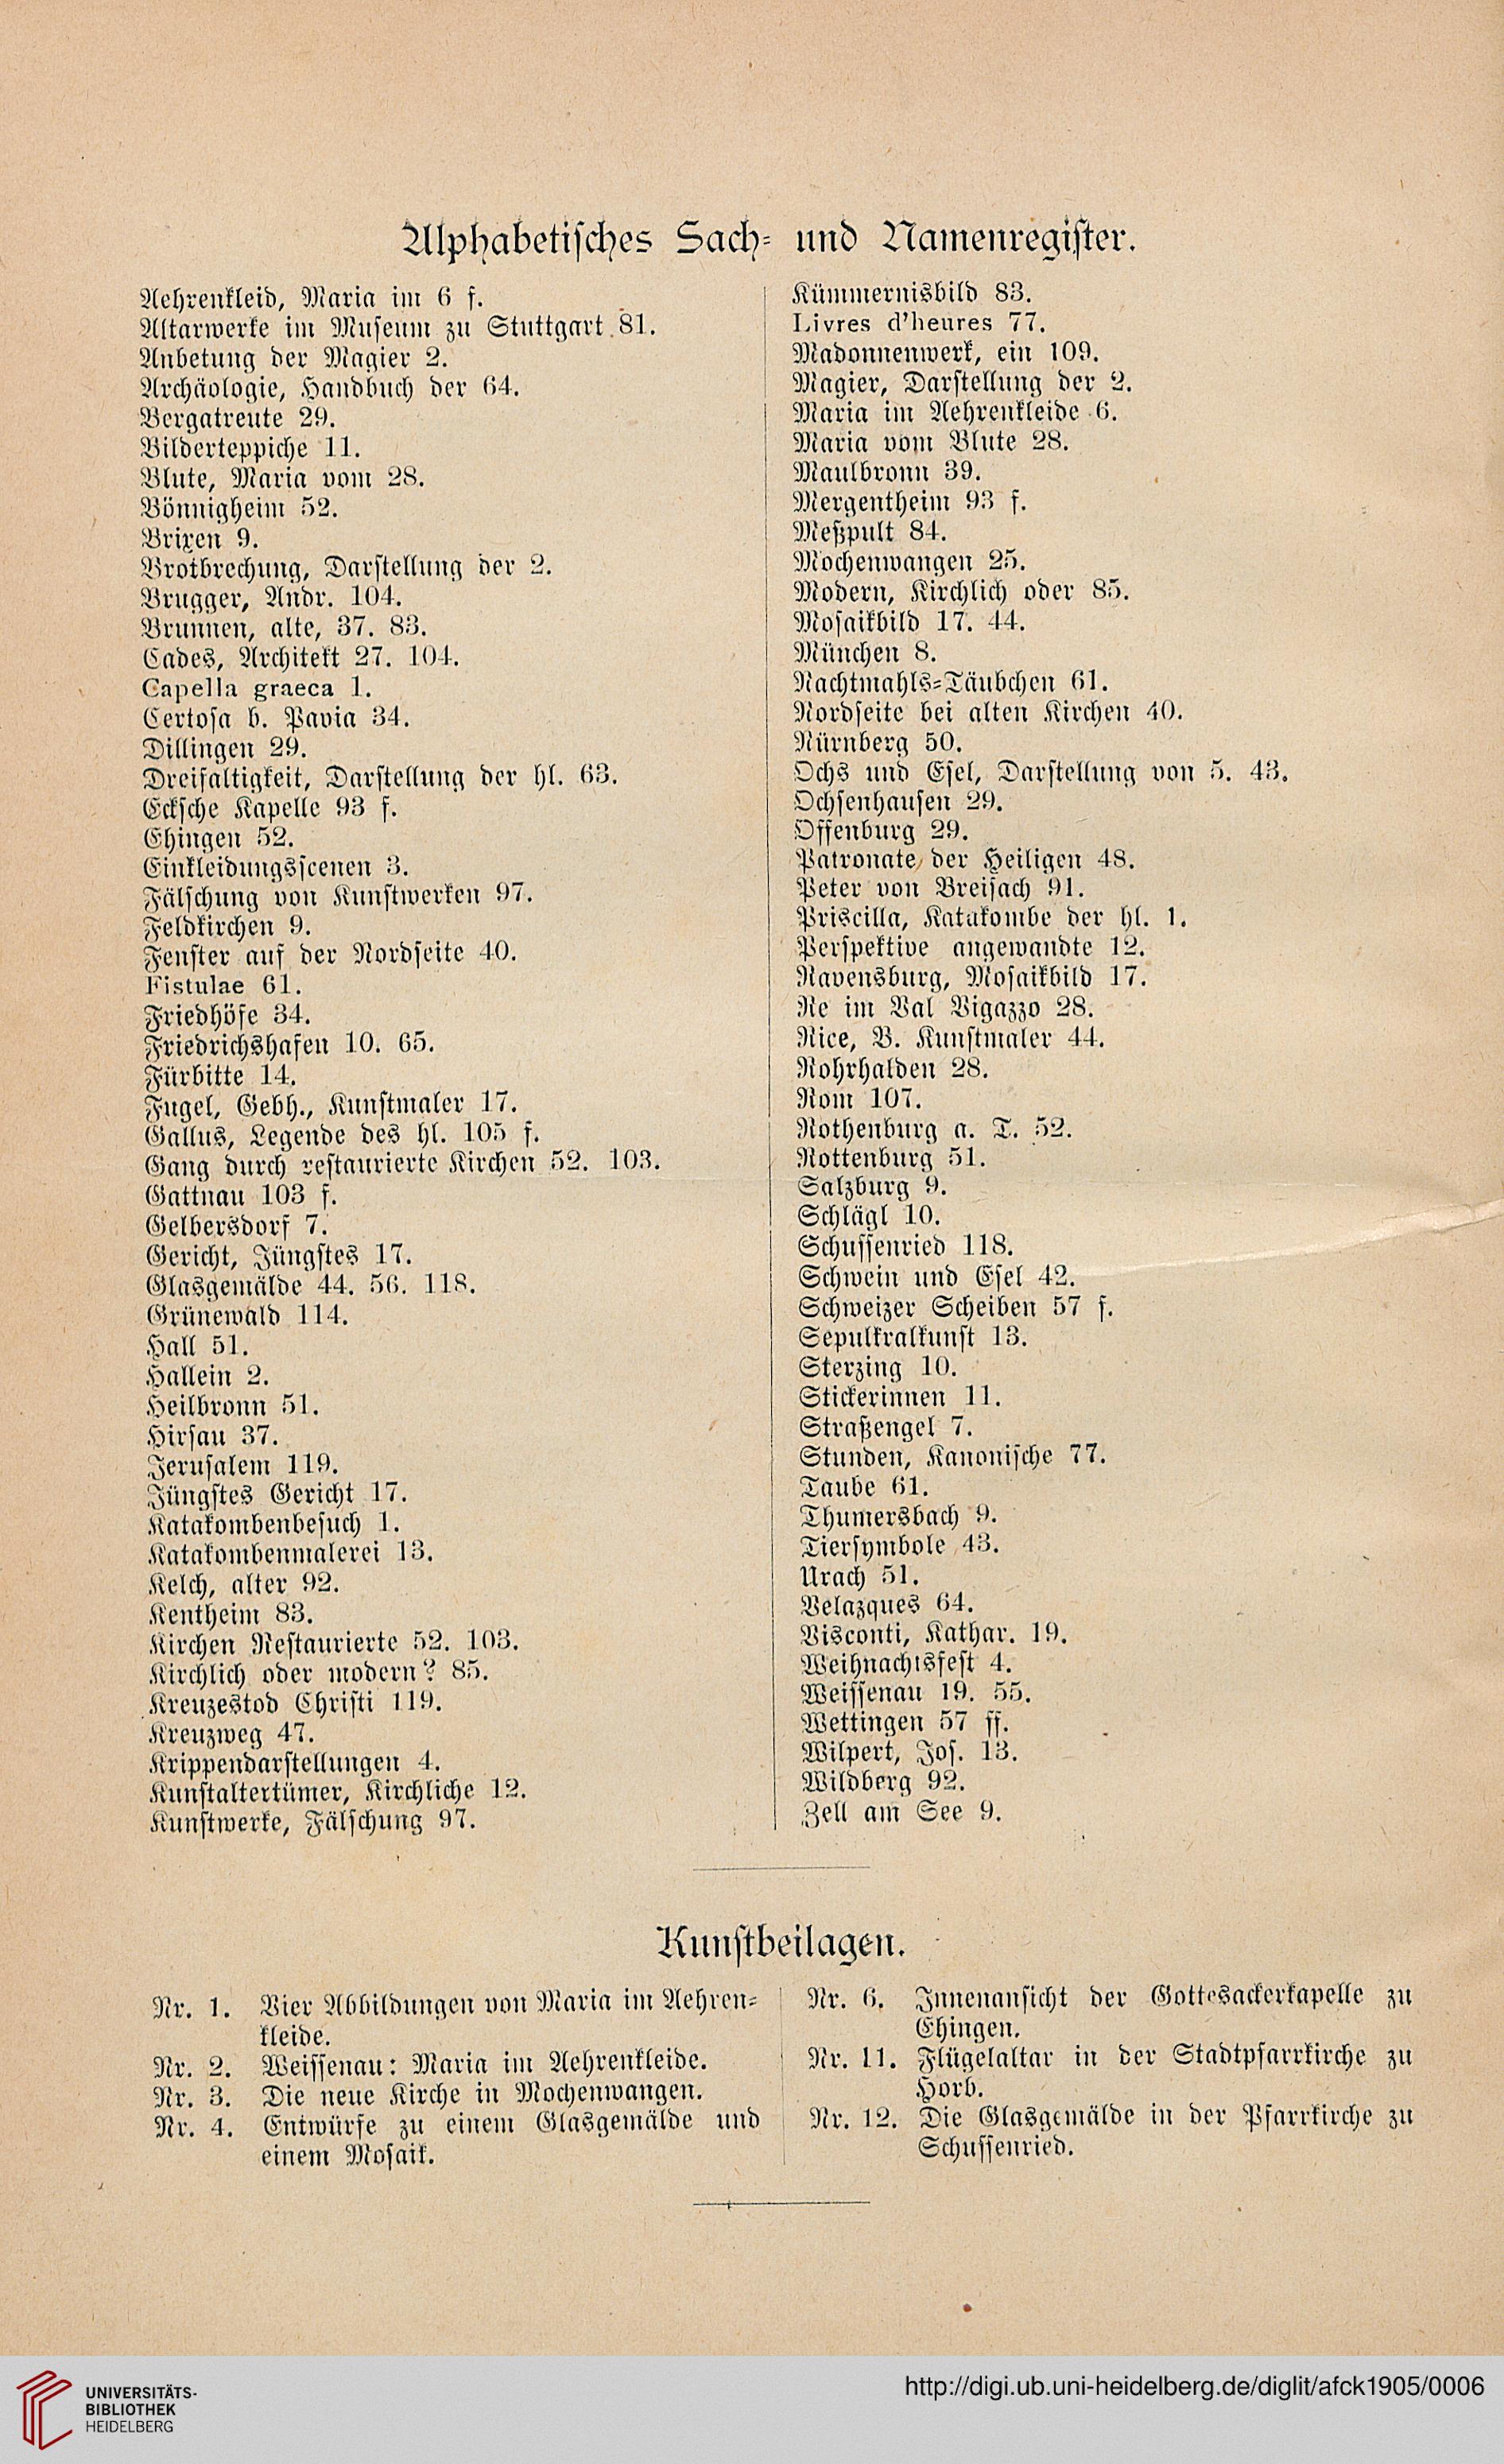 Alphabetisches Sach- und Namenregister.
Aehrenkleid, Maria im 6 f.
Altarwerke im Museum zu Stuttgart 81.
Anbetung der Magier 2.
Archäologie, Handbuch der 64.
Bergatreute 29.
Bilderteppiche 11.
Blute, Maria vom 28.
Bönnigheim 52.
Brixen 9.
Brotbrechung, Darstellung der 2.
Brugger, Andr. 104.
Brunnen, alte, 37. 83.
Cades, Architekt 27. 104.
Capella graeca 1.
Certosa b. Pavia 34.
Dillingen 29.
Dreifaltigkeit, Darstellung der hl. 63.
Ecksche Kapelle 93 f.
Ehingen 52.
Einkleidungsscenen 3.
Fälschung von Kunstwerken 97.
Feldkirchen 9.
Fenster auf der Nordseite 40.
Fistulae 61.
Friedhöfe 34.
Friedrichshafen 10. 65.
Fürbitte 14.
Fugel, Gebh., Kunstmaler 17.
Gallus, Legende des hl. 105 f.
Gang durch restaurierte Kirchen 52. 103.
Gattnau 103 f.
Gelbersdorf 7.
Gericht, Jüngstes 17.
Glasgemälde 44. 56. 118.
Grünewald 114.
Hall 51.
Hallein 2.
Heilbronn 51.
Hirsau 37.
Jerusalem 119.
Jüngstes Gericht 17.
Katakombenbesuch 1.
Katakombenmalerei 13.
Kelch, alter 92.
Kentheim 83.
Kirchen Restaurierte 52. 103.
Kirchlich oder modern? 85.
Kreuzestod Christi 119.
Kreuzweg 47.
Krippendarstellungen 4.
Kunstaltertümer, Kirchliche 12.
Kunstwerke, Fälschung 97.
Kümmernisbild 83.
Livres d'heures 77.
Madonnenwerk, ein 109.
Magier, Darstellung der 2.
Maria im Aehrenkleide 6.
Maria vom Blute 28.
Maulbronn 39.
Mergentheim 93 f.
Meßpult 84.
Mochenwangen 25.
Modern, Kirchlich oder 85.
Mosaikbild 17. 44.
München 8.
Nachtmahls-Täubchen 61.
Nordseite bei alten Kirchen 40.
Nürnberg 50.
Ochs und Esel, Darstellung von 5. 43.
Ochsenhausen 29.
Offenburg 29.
Patronate der Heiligen 48.
Peter von Breisach 91.
Priscilla, Katakombe der hl. 1.
Perspektive angewandte 12.
Ravensburg, Mosaikbild 17.
Re im Val Vigazzo 28.
Rice, B. Kunstmaler 44.
Rohrhalden 28.
Rom 107.
Rothenburg a. T. 52.
Rottenburg 51.
Salzburg 9.
Schlägl 10.
Schussenried 118.
Schwein und Esel 42.
Schweizer Scheiben 57 f.
Sepulkralkunst 13.
Sterzing 10.
Stickerinnen 11.
Straßengel 7.
Stunden, Kanonische 77.
Taube 61.
Thumersbach 9.
Tiersymbole 43.
Urach 51.
Velazques 64.
Visconti, Kathar. 19.
Weihnachtsfest 4.
Weissenau 19. 55.
Wettingen 57 ff.
Wilpert, Jos. 13.
Wildberg 92.
Zell am See 9.
Kunstbeilagen.
Nr. 1. Vier Abbildungen von Maria im Aehren-
kleide.
Nr. 2. Weissenau: Maria im Aehrenkleide.
Nr. 3. Die neue Kirche in Mochenwangen.
Nr. 4. Entwürfe zu einem Glasgemälde und
einem Mosaik.
Nr. 6. Innenansicht der Gottesackerkapelle zu
Ehingen.
Nr. 11. Flügelaltar in der Stadtpfarrkirche zu
Horb.
Nr. 12. Die Glasgemälde in der Pfarrkirche zu
Schussenried.
UNIVERSITÄTS-
BIBLIOTHEK
HEIDELBERG
http://digi.ub.uni-heidelberg.de/diglit/afck1905/0006